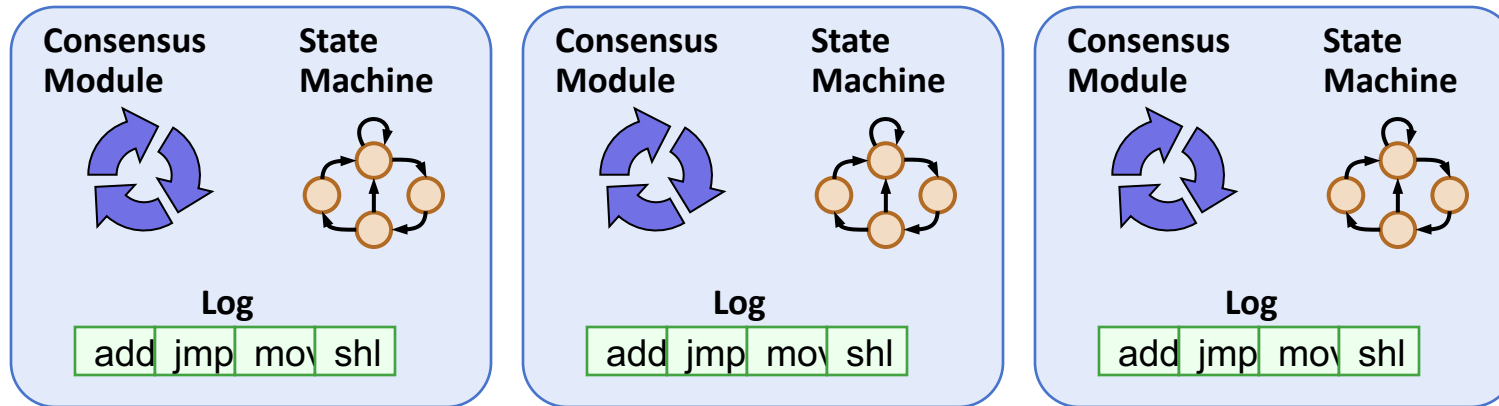 Consensus Module
State Machine
Log
add jmp mov shl
Consensus Module
State Machine
Log
add jmp mov shl
Consensus Module
State Machine
Log
add jmp mov shl